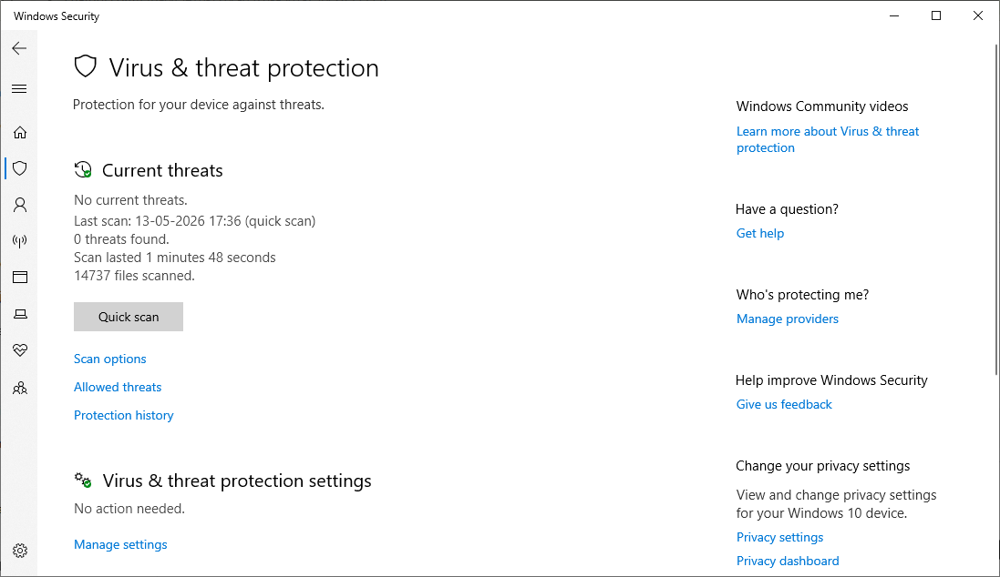 Windows Security
Virus & threat protection
Protection for your device against threats.
Current threats
No current threats.
Last scan: 13-05-2026 17:36 (quick scan)
0 threats found.
Scan lasted 1 minutes 48 seconds
14737 files scanned.
Quick scan
Scan options
Allowed threats
Protection history
Virus & threat protection settings
No action needed.
Manage settings
Windows Community videos
Learn more about Virus & threat
protection
Have a question?
Get help
Who's protecting me?
Manage providers
Help improve Windows Security
Give us feedback
Change your privacy settings
View and change privacy settings
for your Windows 10 device.
Privacy settings
Privacy dashboard